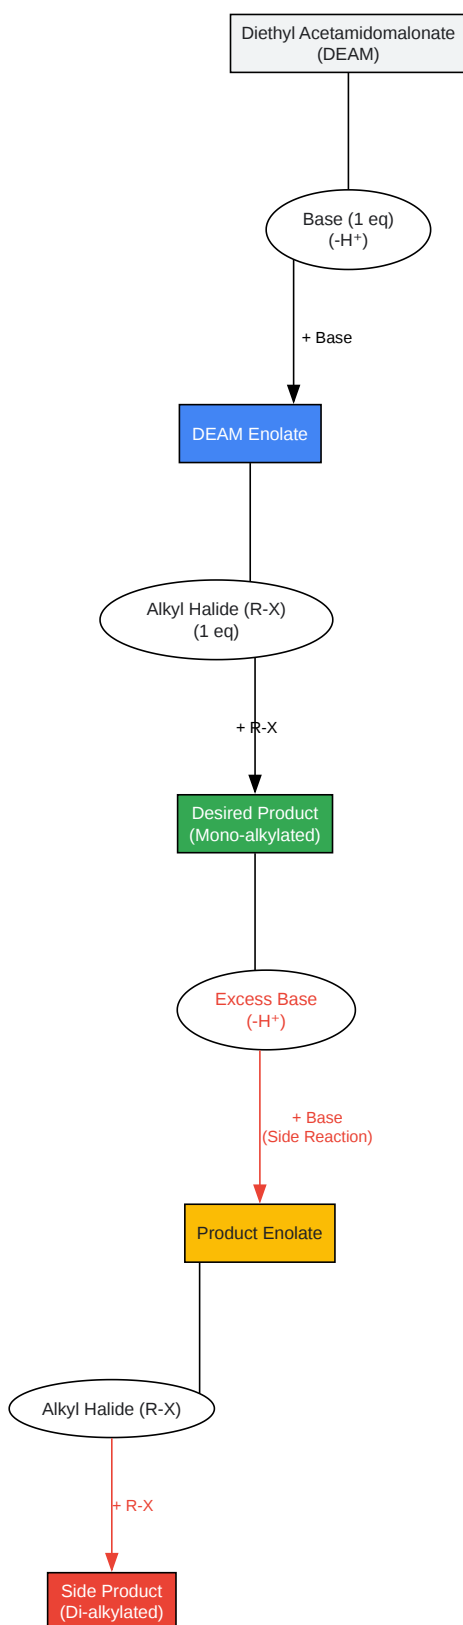 Diethyl Acetamidomalonate
(DEAM)
Base (1 eq)
(-H⁺)
+ Base
DEAM Enolate
Alkyl Halide (R-X)
(1 eq)
+ R-X
Desired Product
(Mono-alkylated)
Excess Base
(-H⁺)
+ Base
(Side Reaction)
Product Enolate
Alkyl Halide (R-X)
+ R-X
Side Product
(Di-alkylated)